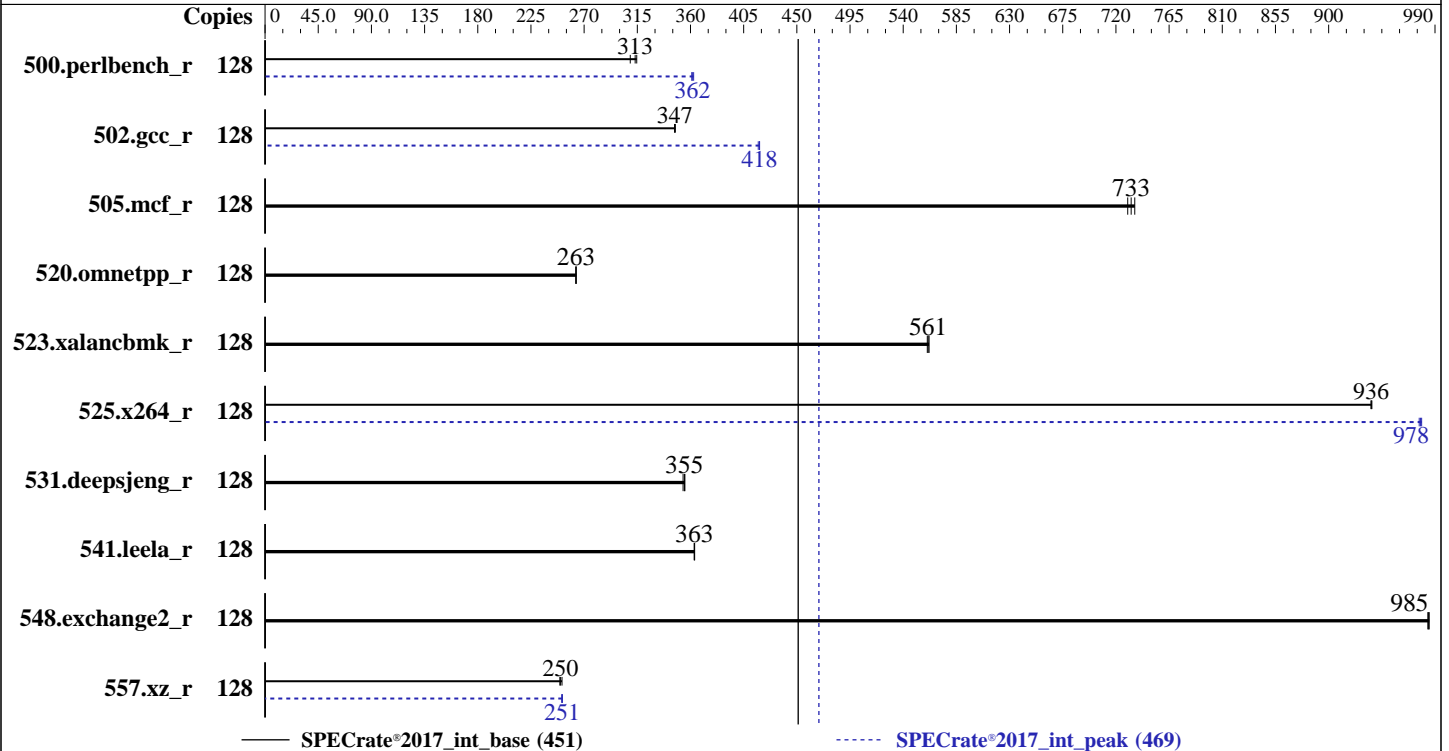 Copies 0 45.0 90.0 135 180 225 270 315 360 405 450 495 540 585 630 675 720 765 810 855 900 990
313
500.perlbench_r 128
362
347
502.gcc_r 128
418
733
505.mcf_r 128
263
520.omnetpp_r 128
561
523.xalancbmk_r 128
936
525.x264_r 128
978
355
531.deepsjeng_r 128
363
541.leela_r 128
985
548.exchange2_r 128
250
557.xz_r 128
251
SPECrate®2017_int_base (451) SPECrate®2017_int_peak (469)